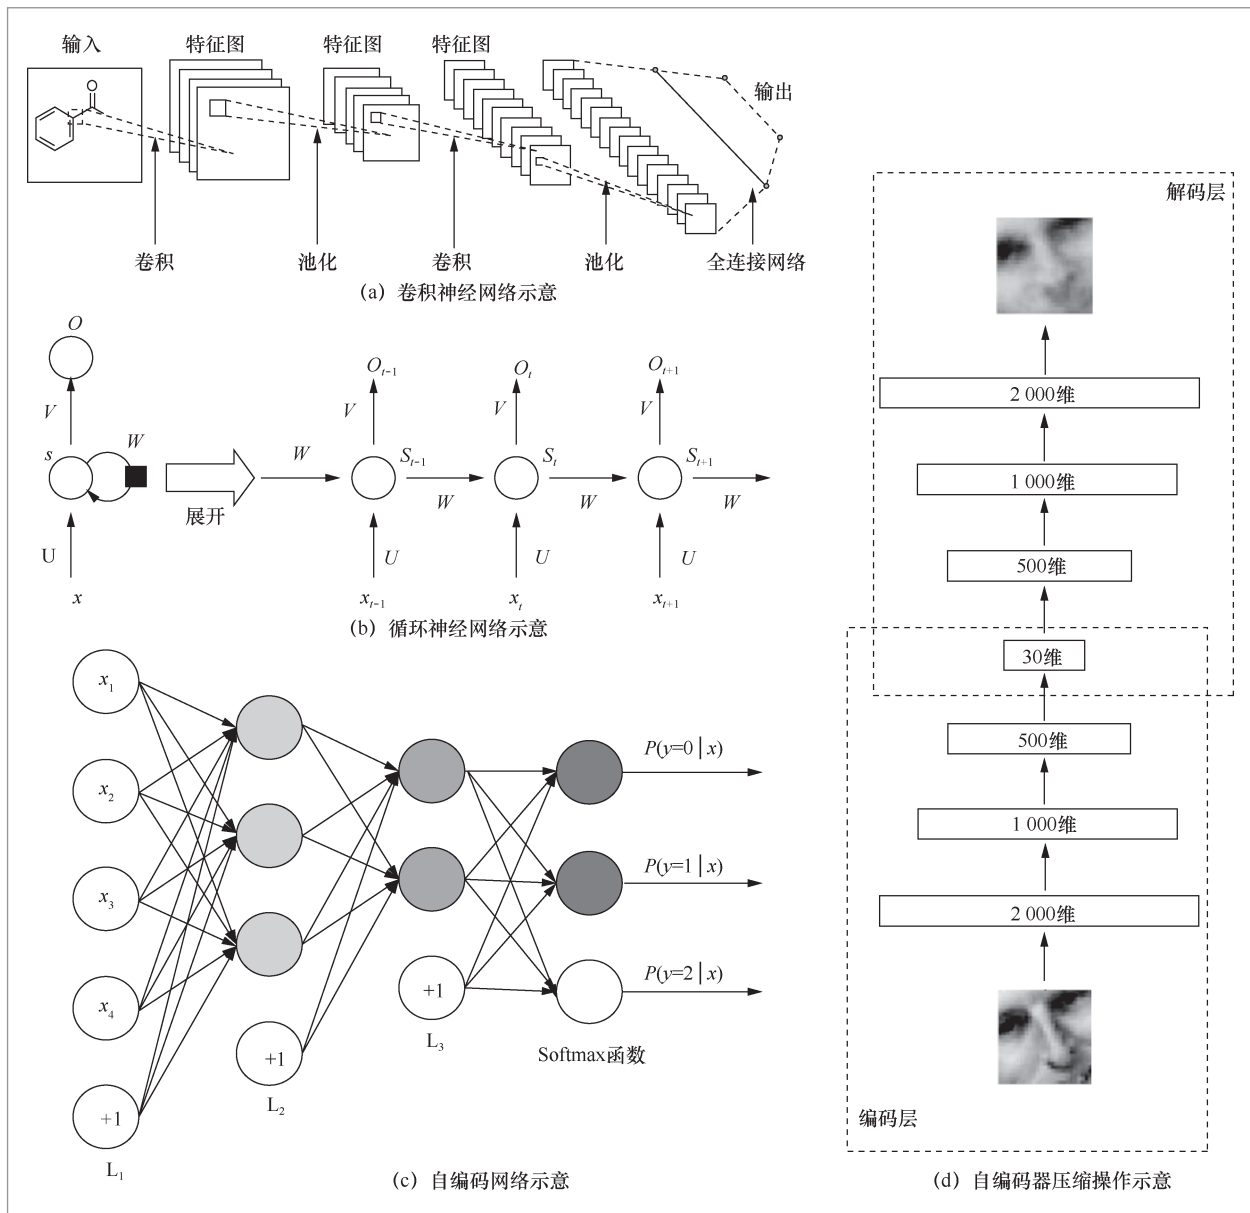 输入 特征图 特征图 特征图
输出
卷积 池化 卷积 池化 全连接网络
(a) 卷积神经网络示意
O
V
s W
展开
U
x
W
O_{t-1} O_t O_{t+1}
V V V
S_{t-1} S_t S_{t+1}
W W W
U U U
x_{t-1} x_t x_{t+1}
(b) 循环神经网络示意
x_1
x_2
x_3
x_4
+1
L_1
+1
L_2
+1
L_3
P(y=0|x)
P(y=1|x)
P(y=2|x)
Softmax函数
(c) 自编码网络示意
解码层
2 000维
1 000维
500维
30维
500维
1 000维
2 000维
编码层
(d) 自编码器压缩操作示意